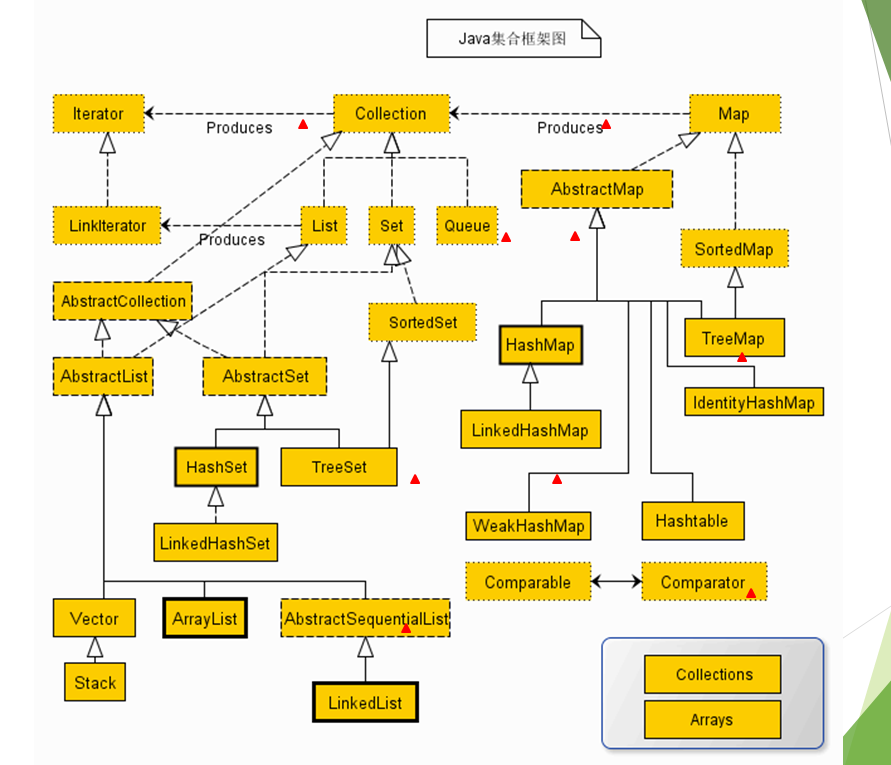 Java集合框架图
Iterator
Collection
Map
Produces
Produces
AbstractMap
LinkIterator
List
Set
Queue
Produces
SortedMap
AbstractCollection
SortedSet
HashMap
TreeMap
AbstractList
AbstractSet
IdentityHashMap
LinkedHashMap
HashSet
TreeSet
WeakHashMap
Hashtable
LinkedHashSet
Comparable
Comparator
Vector
ArrayList
AbstractSequentialList
Stack
LinkedList
Collections
Arrays